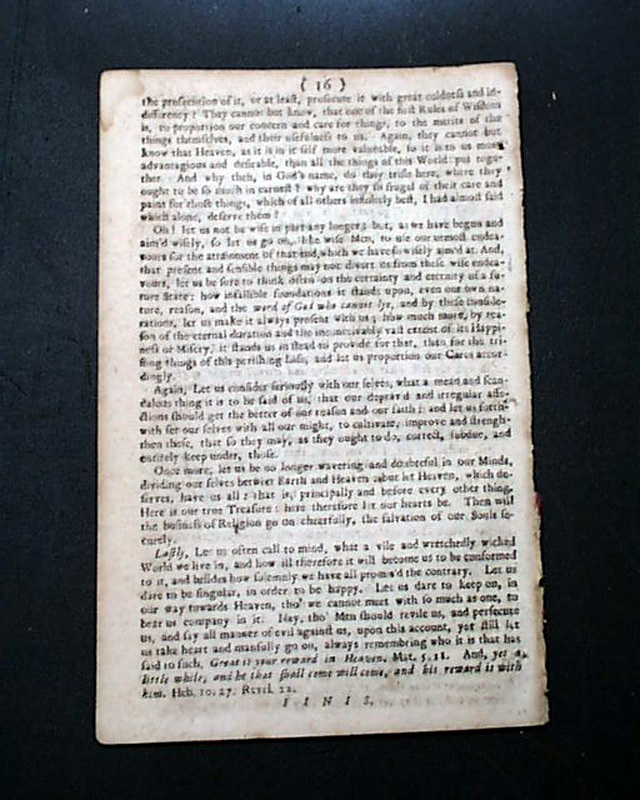 ( 16 )
the prosecution of it, or at least, prosecute it with great coldness and in-
difference? They cannot but know, that one of the first Rules of Wisdom
is, to proportion our concern and care for things, to the merits of the
things themselves, and their usefulness to us. Again, they cannot but
know that Heaven, as it is in it self more valuable, so it is to us more
advantagious and desirable, than all the things of this World put toge-
ther. And why then, in God's name, do they trifle here, where they
ought to be so much in earnest? why are they so frugal of their care and
pains for those things, which of all others infinitely best, I had almost said
which alone, deserve them?
Oh! let us not be wise in part any longer; but, as we have begun and
aim'd wisely, so let us go on, like wise Men, to use our utmost endea-
vours for the attainment of that end, which we have so wisely aimed at. And,
that present and sensible things may not divert us from these wise endea-
vours, let us be sure to think often on the certainty and eternity of a fu-
ture State: how infallible foundations it stands upon, even our own na-
ture, reason, and the word of God who cannot lye, and by these conside-
rations, let us make it always present with us; how much more, by rea-
son of the eternal duration and the inconceivably vast extent of its Happi-
ness or Misery, it stands us in stead to provide for that, than for the tri-
fling things of this perishing Life, and let us proportion our Cares accor-
dingly.
Again, Let us consider seriously with our selves, what a mean and scan-
dalous thing it is to be said of us, that our deprav'd and irregular affe-
ctions should get the better of our reason and our faith: and let us forth-
with set our selves with all our might, to cultivate, improve and strength-
then these, that so they may, as they ought to do, correct, subdue, and
entirely keep under, those.
Once more, let us be no longer wavering and doubtful in our Minds,
dividing our selves betwixt Earth and Heaven: but let Heaven, which de-
serves, have us all: that is, principally and before every other thing.
Here is our true Treasure: here therefore let our hearts be. Then will
the business of Religion go on chearfully, the salvation of our Souls se-
curely.
Lastly, Let us often call to mind, what a vile and wretchedly wicked
World we live in, and how ill therefore it will become us to be conformed
to it, and besides how solemnly we have all promis'd the contrary. Let us
dare to be singular, in order to be happy. Let us dare to keep on, in
our way towards Heaven, tho' we cannot meet with so much as one, to
bear us company in it. Nay, tho' Men should revile us, and persecute
us, and say all manner of evil against us, upon this account, yet still let
us take heart and manfully go on, always remembring who it is that has
said to such, Great is your reward in Heaven. Mat. 5. 11. And, yet a
little while, and he that shall come will come, and his reward is with
him. Heb. 10. 27. Revel. 22.
F I N I S.